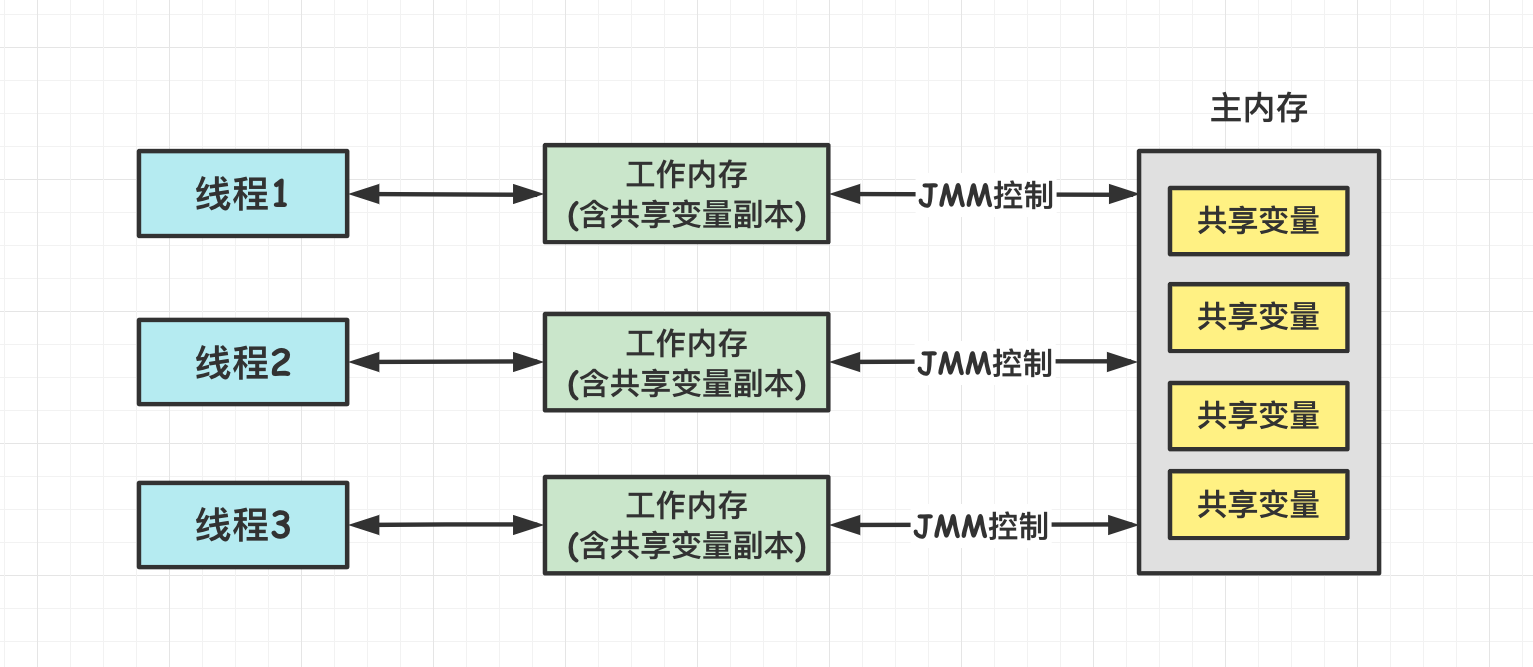 主内存
线程1
工作内存
(含共享变量副本)
JMM控制
共享变量
共享变量
线程2
工作内存
(含共享变量副本)
JMM控制
共享变量
线程3
工作内存
(含共享变量副本)
JMM控制
共享变量